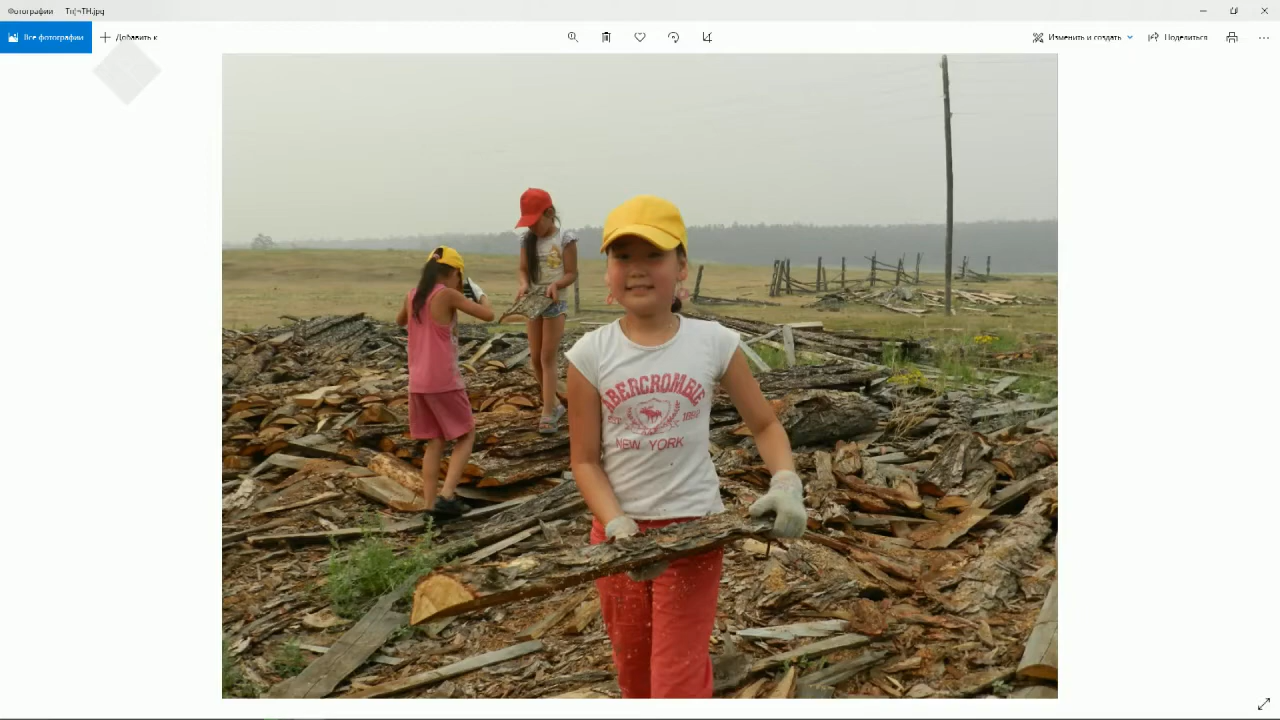 Фотографии
Все фотографии
Добавить к
Изменить и создать
Поделиться
ABERCROMBIE
NEW YORK